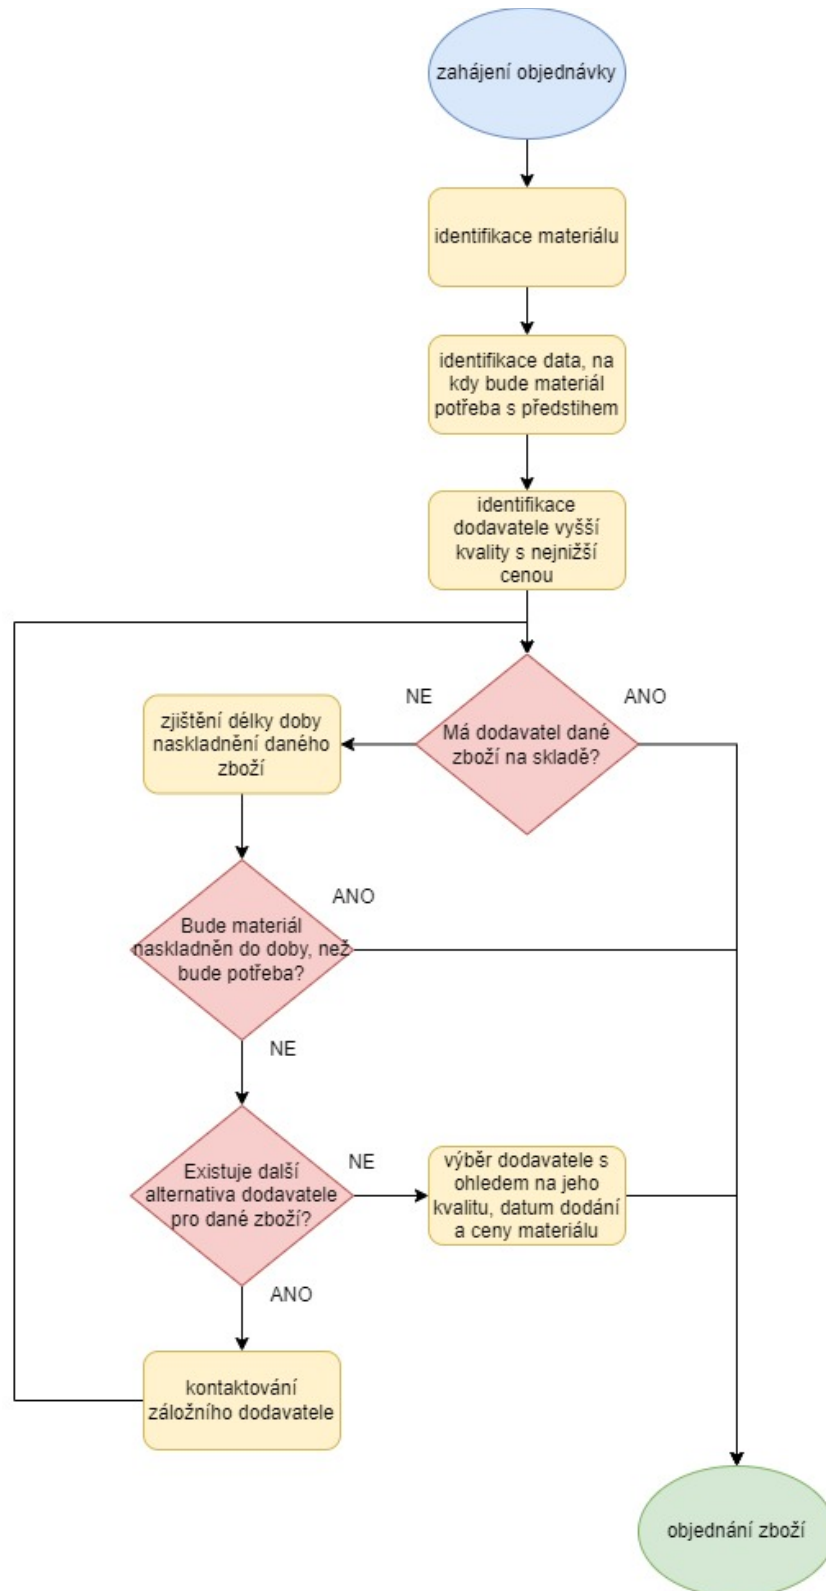 zahájení objednávky
identifikace materiálu
identifikace data, na
kdy bude materiál
potřeba s předstihem
identifikace
dodavatele vyšší
kvality s nejnižší
cenou
NE
ANO
zjištění délky doby
naskladnění daného
zboží
Má dodavatel dané
zboží na skladě?
ANO
Bude materiál
naskladněn do doby, než
bude potřeba?
NE
Existuje další
alternativa dodavatele
pro dané zboží?
NE
výběr dodavatele s
ohledem na jeho
kvalitu, datum dodání
a ceny materiálu
ANO
kontaktování
záložního dodavatele
objednání zboží